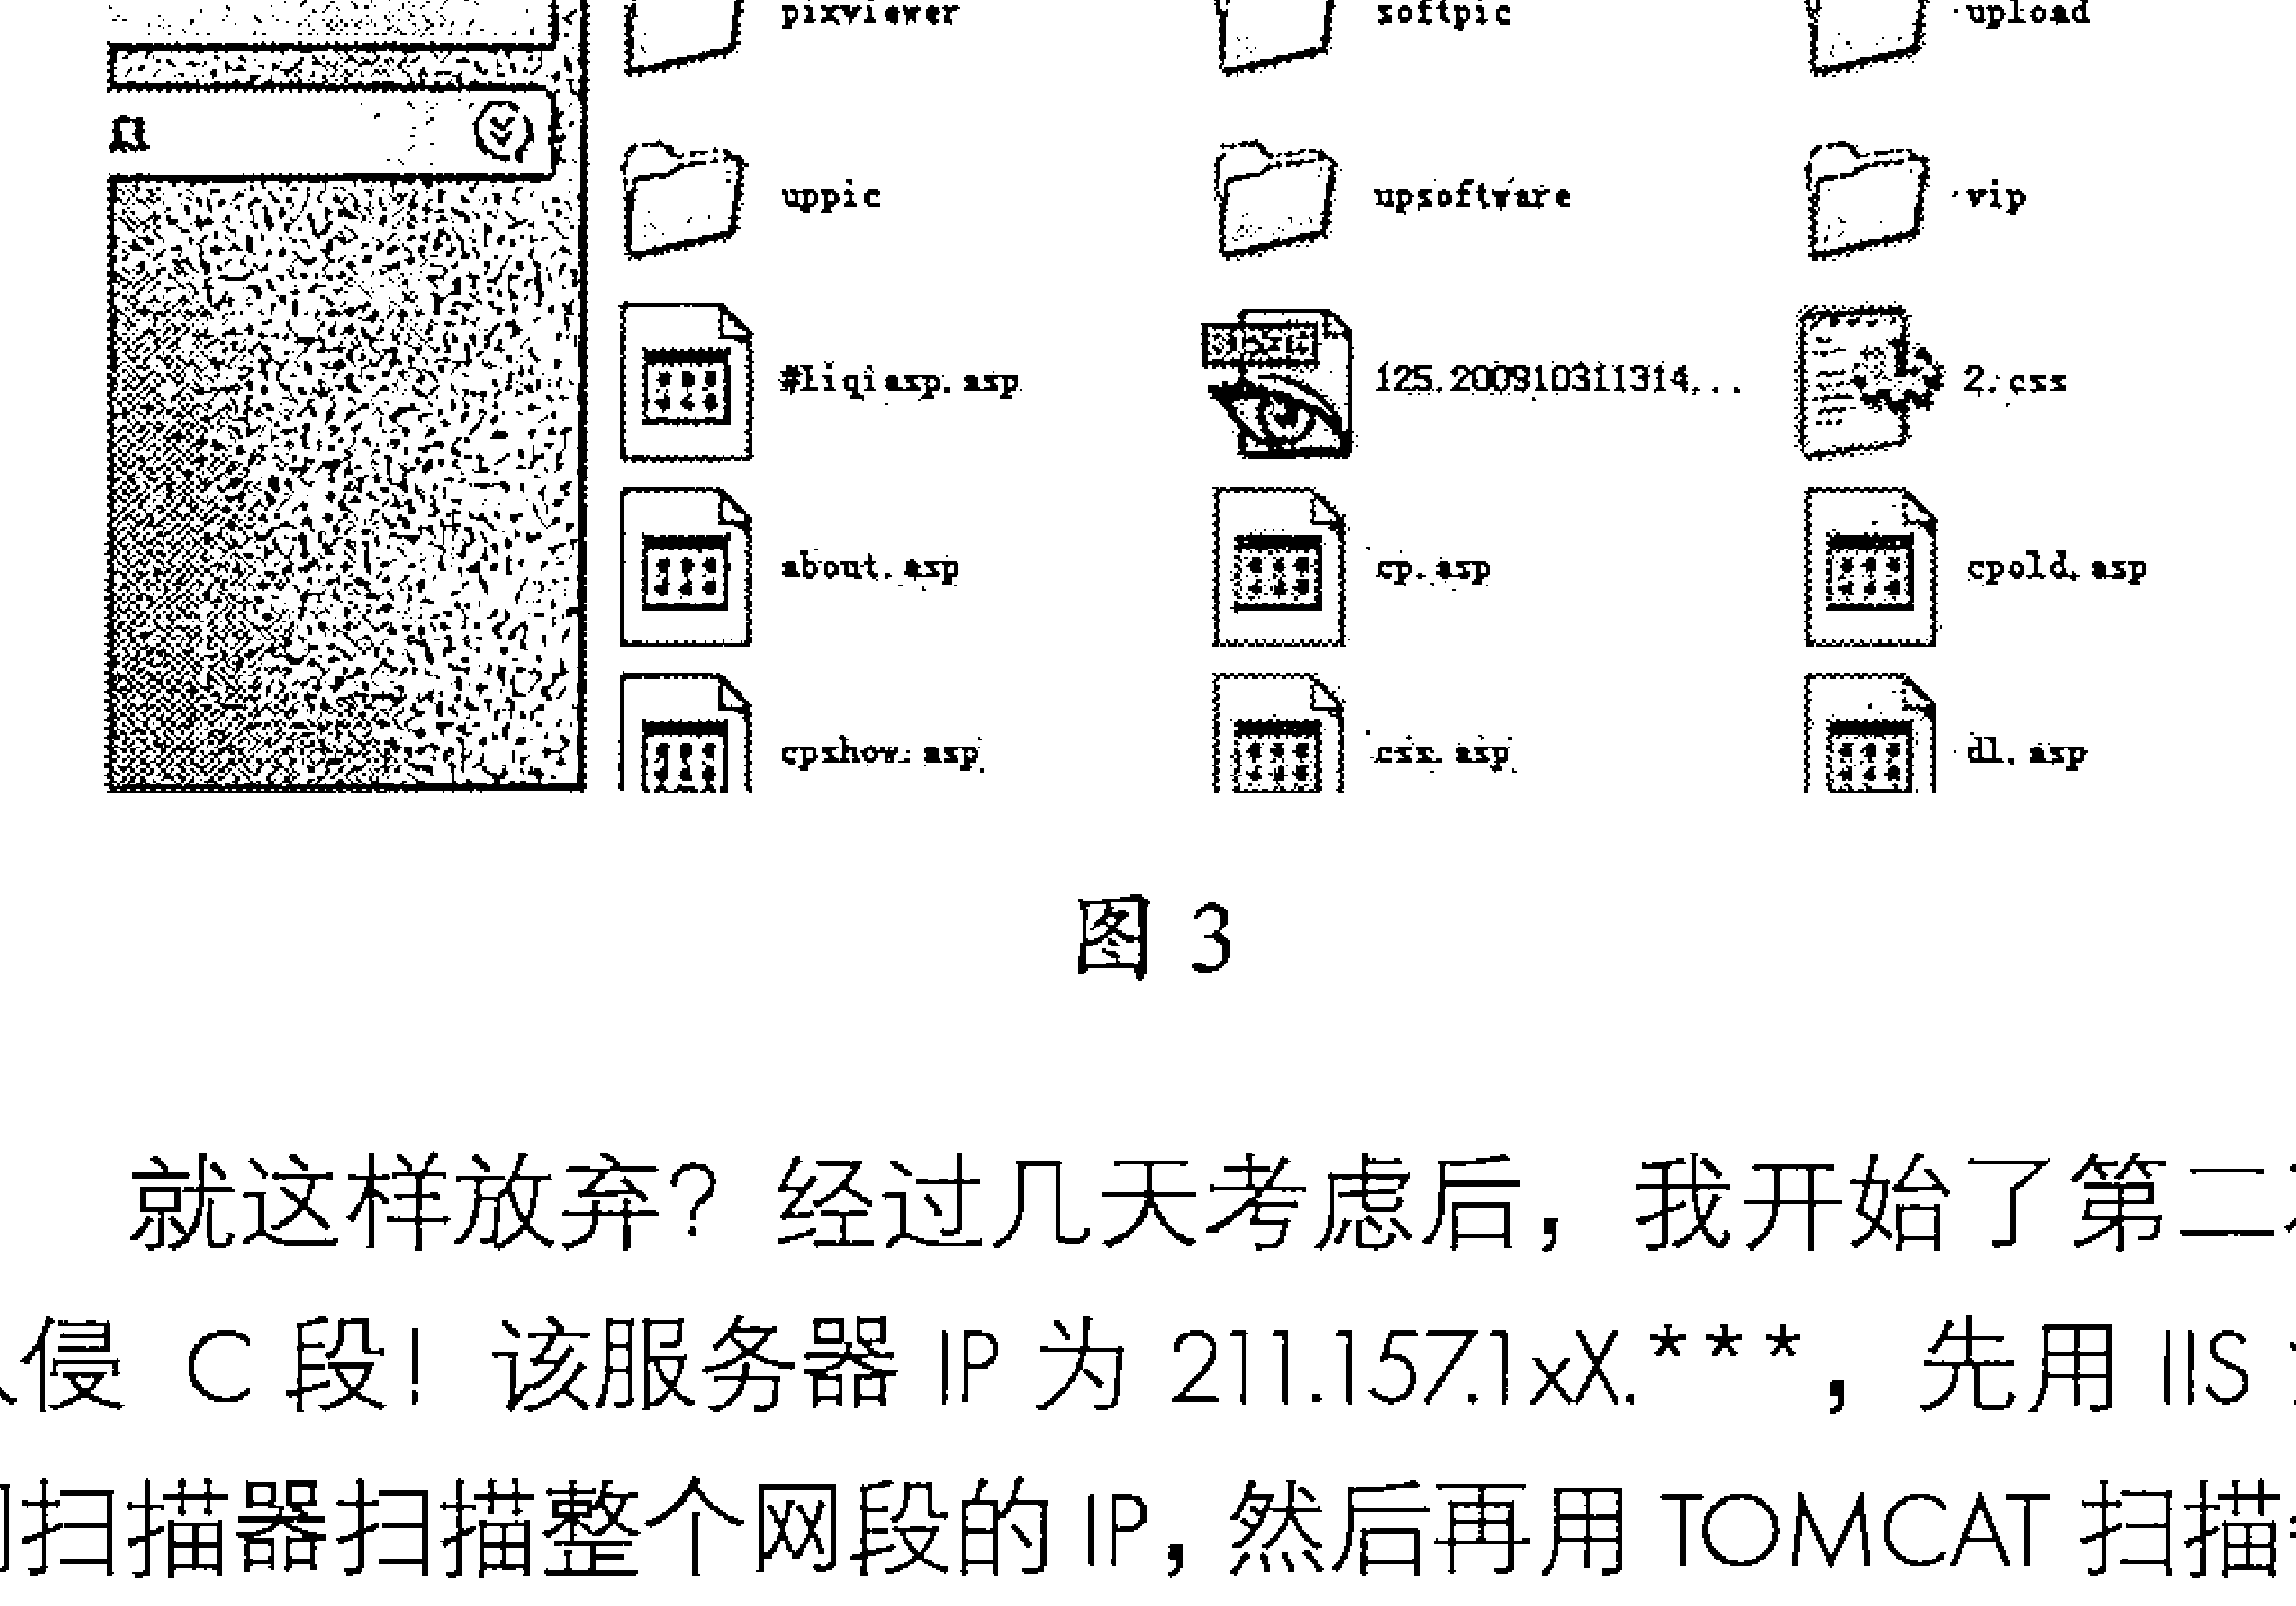 pixviewer softpic upload
uppic upsoftware vip
#liqiasp.asp 125.200910311314... 2.css
about.asp cp.asp cpold.asp
cpshow.asp css.asp dl.asp
图 3
就这样放弃？经过几天考虑后，我开始了第二
侵 C 段！该服务器 IP 为 211.157.1xX.***，先用 IIS
扫描器扫描整个网段的 IP，然后再用 TOMCAT 扫描